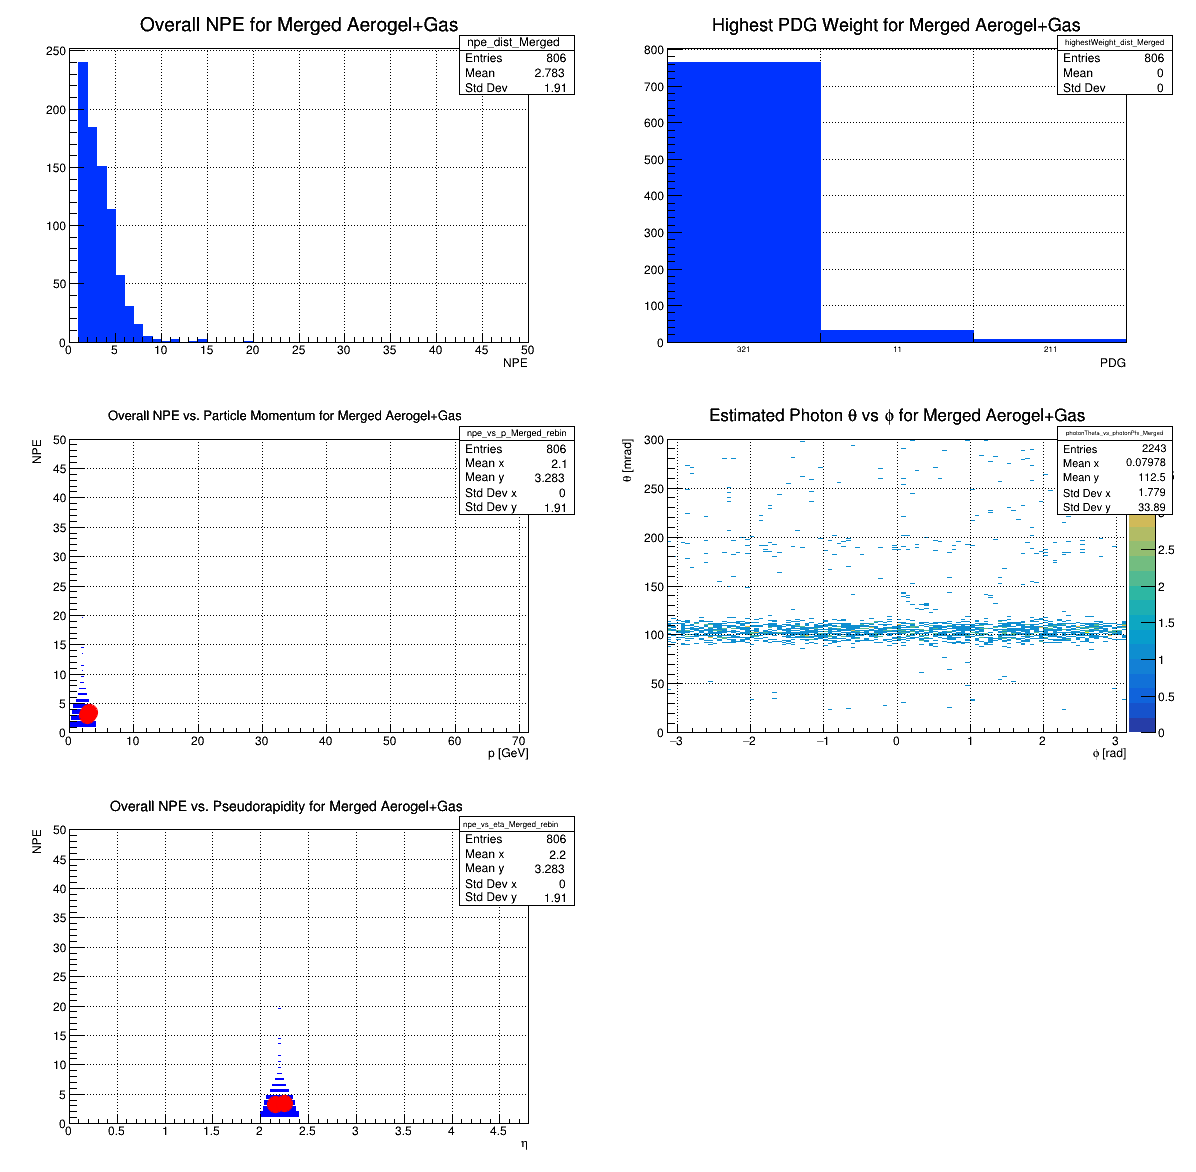 Overall NPE for Merged Aerogel+Gas
npe_dist_Merged
Entries 806
Mean 2.783
Std Dev 1.91
250
200
150
100
50
0
0 5 10 15 20 25 30 35 40 45 50
NPE
Highest PDG Weight for Merged Aerogel+Gas
highestWeight_dist_Merged
Entries 806
Mean 0
Std Dev 0
800
700
600
500
400
300
200
100
0
321 11 211
PDG
Overall NPE vs. Particle Momentum for Merged Aerogel+Gas
npe_vs_p_Merged_rebin
Entries 806
Mean x 2.1
Mean y 3.283
Std Dev x 0
Std Dev y 1.91
NPE
50
45
40
35
30
25
20
15
10
5
0
0 10 20 30 40 50 60 70
p [GeV]
Estimated Photon θ vs ϕ for Merged Aerogel+Gas
photonTheta_vs_photonPhi_Merged
Entries 2243
Mean x 0.07978
Mean y 112.5
Std Dev x 1.779
Std Dev y 33.89
θ [mrad]
300
250
200
150
100
50
0
−3 −2 −1 0 1 2 3
ϕ [rad]
2.5
2
1.5
1
0.5
0
Overall NPE vs. Pseudorapidity for Merged Aerogel+Gas
npe_vs_eta_Merged_rebin
Entries 806
Mean x 2.2
Mean y 3.283
Std Dev x 0
Std Dev y 1.91
NPE
50
45
40
35
30
25
20
15
10
5
0
0 0.5 1 1.5 2 2.5 3 3.5 4 4.5
η